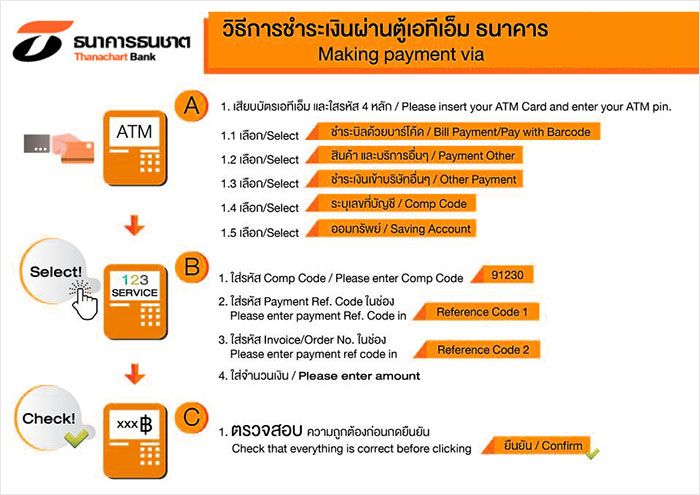 ธนาคารธนชาต
Thanachart Bank
วิธีการชำระเงินผ่านตู้เอทีเอ็ม ธนาคาร
Making payment via
ATM
A
1. เสียบบัตรเอทีเอ็ม และใส่รหัส 4 หลัก / Please insert your ATM Card and enter your ATM pin.
1.1 เลือก/Select ชำระบิลด้วยบาร์โค้ด / Bill Payment/Pay with Barcode
1.2 เลือก/Select สินค้า และบริการอื่นๆ / Payment Other
1.3 เลือก/Select ชำระเงินเข้าบริษัทอื่นๆ / Other Payment
1.4 เลือก/Select ระบุเลขที่บัญชี / Comp Code
1.5 เลือก/Select ออมทรัพย์ / Saving Account
Select!
123
SERVICE
B
1. ใส่รหัส Comp Code / Please enter Comp Code 91230
2. ใส่รหัส Payment Ref. Code ในช่อง
Please enter payment Ref. Code in Reference Code 1
3. ใส่รหัส Invoice/Order No. ในช่อง
Please enter payment ref code in Reference Code 2
4. ใส่จำนวนเงิน / Please enter amount
Check!
xxx ฿
C
1. ตรวจสอบ ความถูกต้องก่อนกดยืนยัน
Check that everything is correct before clicking ยืนยัน / Confirm